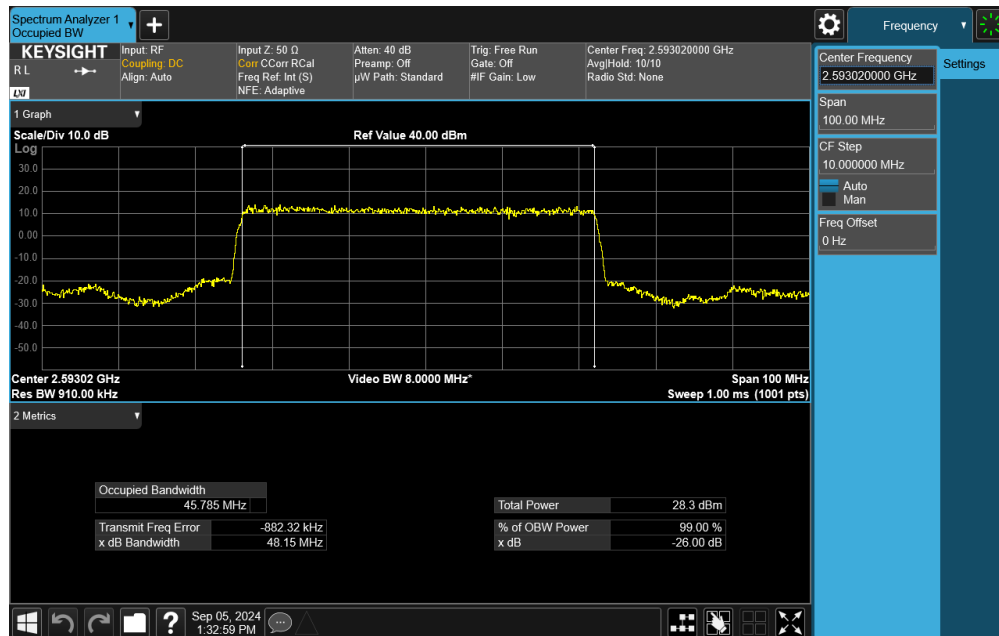 Spectrum Analyzer 1
Occupied BW
Frequency
KEYSIGHT
R L
LXI
Input: RF
Coupling: DC
Align: Auto
Input Z: 50 Ω
Corr CCorr RCal
Freq Ref: Int (S)
NFE: Adaptive
Atten: 40 dB
Preamp: Off
µW Path: Standard
Trig: Free Run
Gate: Off
#IF Gain: Low
Center Freq: 2.593020000 GHz
Avg|Hold: 10/10
Radio Std: None
Center Frequency
2.593020000 GHz
Settings
Span
100.00 MHz
CF Step
10.000000 MHz
Auto
Man
Freq Offset
0 Hz
1 Graph
Scale/Div 10.0 dB
Ref Value 40.00 dBm
Log
30.0
20.0
10.0
0.00
-10.0
-20.0
-30.0
-40.0
-50.0
Center 2.59302 GHz
Video BW 8.0000 MHz*
Span 100 MHz
Res BW 910.00 kHz
Sweep 1.00 ms (1001 pts)
2 Metrics
Occupied Bandwidth
45.785 MHz
Total Power 28.3 dBm
Transmit Freq Error -882.32 kHz
% of OBW Power 99.00 %
x dB Bandwidth 48.15 MHz
x dB -26.00 dB
?
Sep 05, 2024
1:32:59 PM